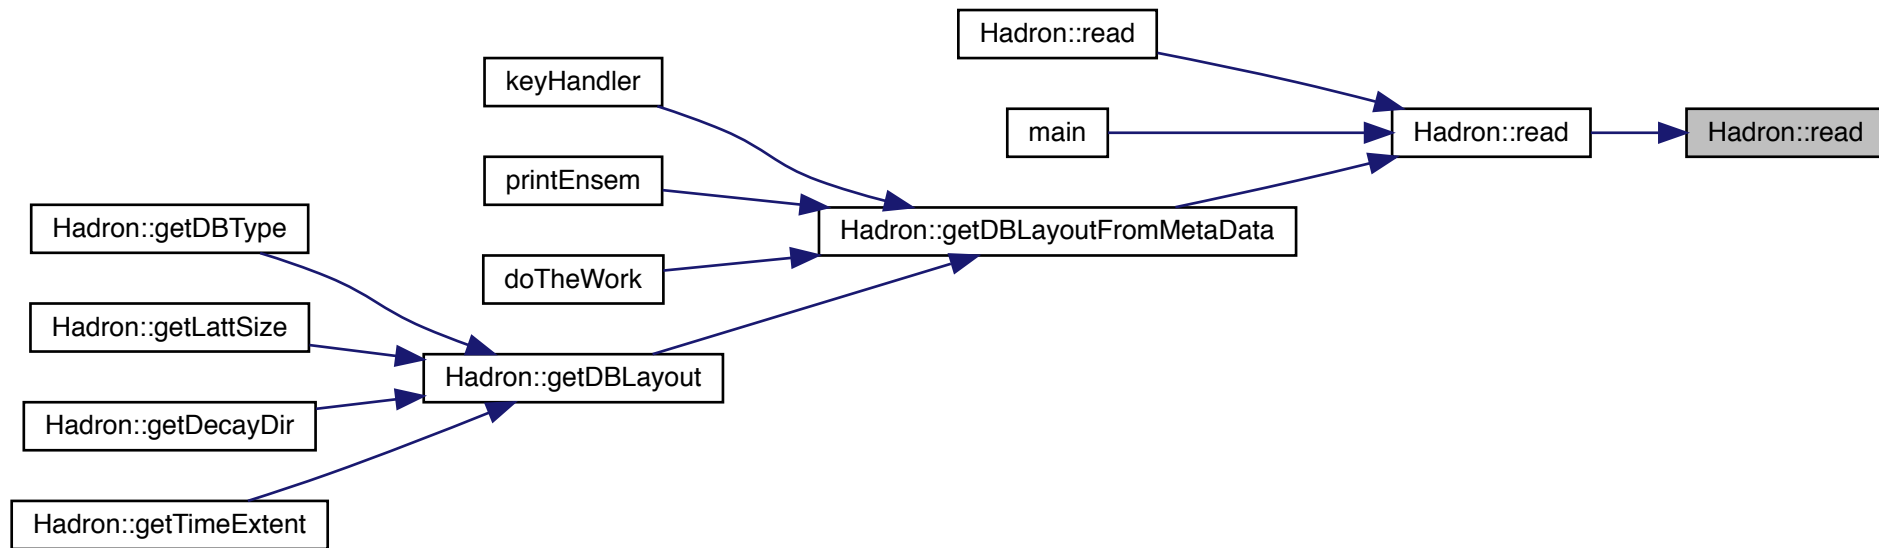 Hadron::read
keyHandler
main
Hadron::read
Hadron::read
printEnsem
Hadron::getDBType
Hadron::getDBLayoutFromMetaData
doTheWork
Hadron::getLattSize
Hadron::getDBLayout
Hadron::getDecayDir
Hadron::getTimeExtent